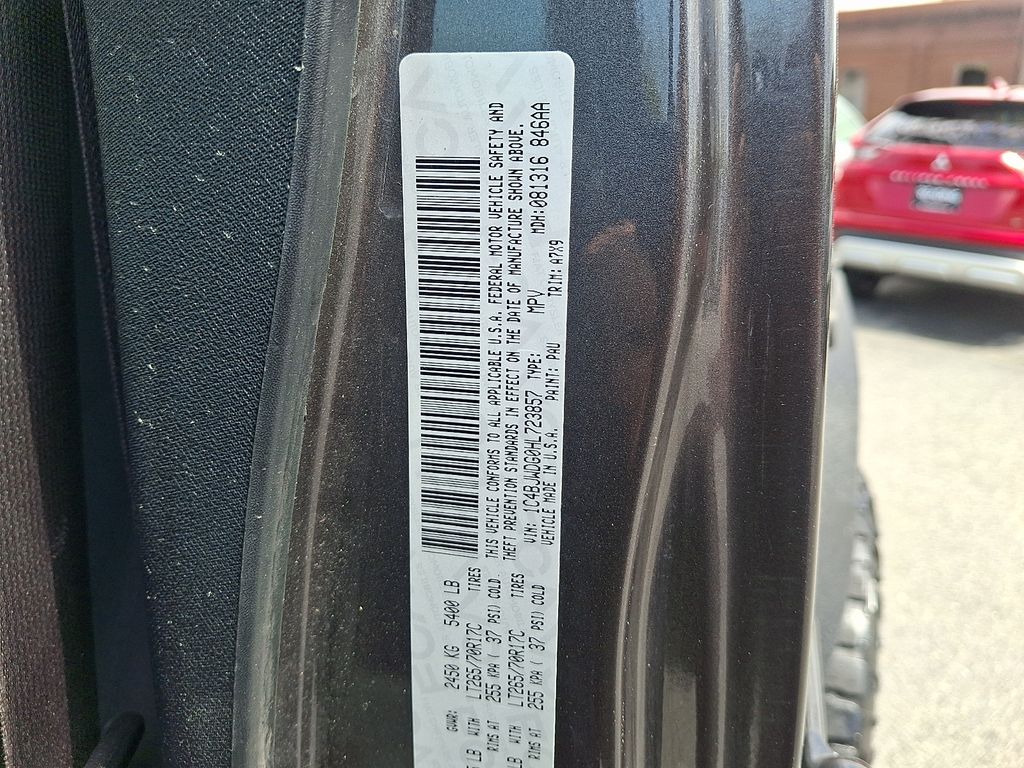 GVWR: 2450 KG 5400 LB
LB WITH LT265/70R17C TIRES
RIMS AT 255 KPA ( 37 PSI) COLD
LB WITH LT265/70R17C TIRES
RIMS AT 255 KPA ( 37 PSI) COLD
THIS VEHICLE CONFORMS TO ALL APPLICABLE U.S.A. FEDERAL MOTOR VEHICLE SAFETY AND
THEFT PREVENTION STANDARDS IN EFFECT ON THE DATE OF MANUFACTURE SHOWN ABOVE.
VIN: 1C4BJWDG0HL723857 TYPE: MPV MDH:081316 846AA
VEHICLE MADE IN U.S.A. PAINT: PAU TRIM: A7X9